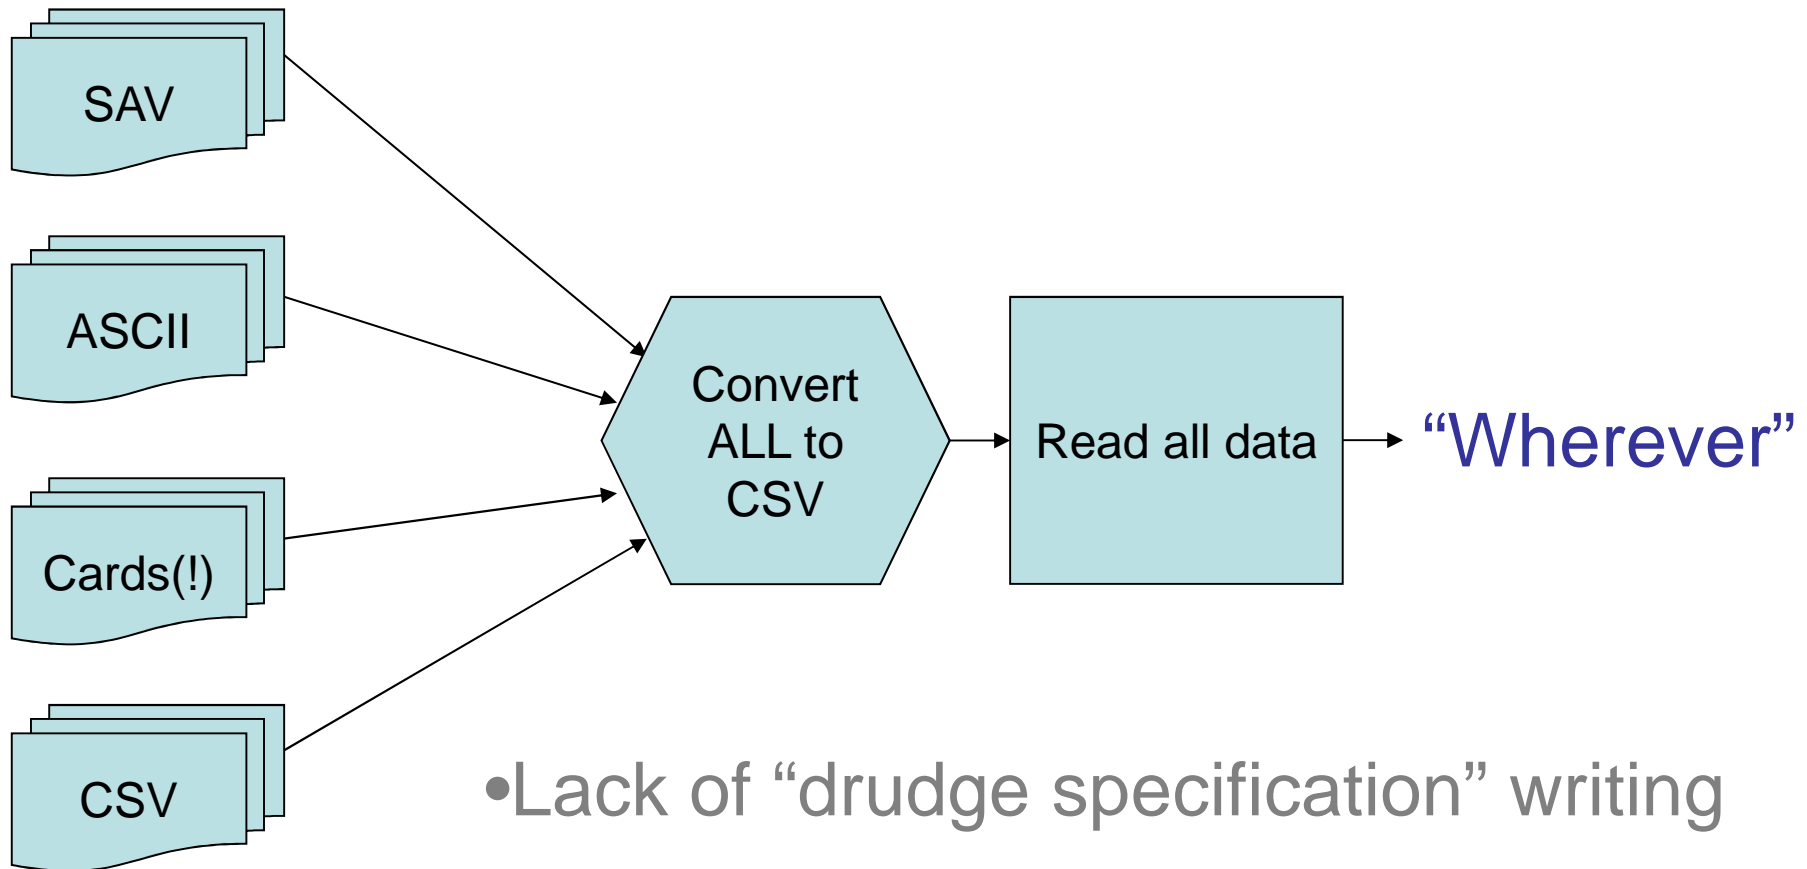 SAV
ASCII
Cards(!)
CSV
Convert
ALL to
CSV
Read all data
“Wherever”
•Lack of “drudge specification” writing